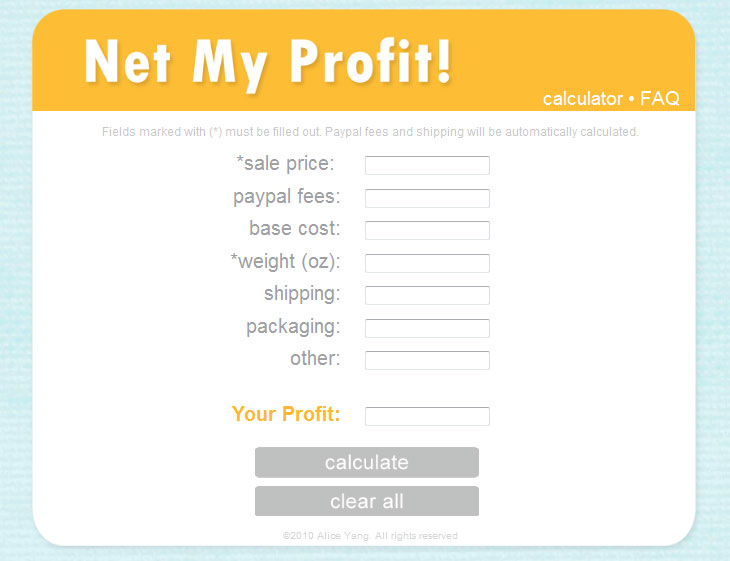 Net My Profit!
calculator • FAQ
Fields marked with (*) must be filled out. Paypal fees and shipping will be automatically calculated.
*sale price:
paypal fees:
base cost:
*weight (oz):
shipping:
packaging:
other:
Your Profit:
calculate
clear all
©2010 Alice Yang. All rights reserved